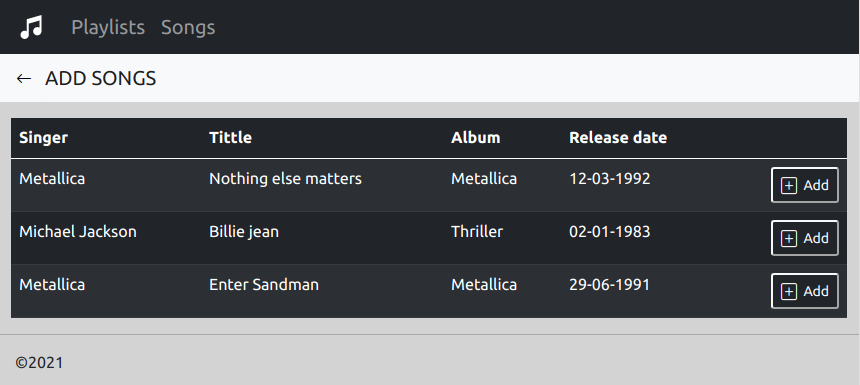 Playlists Songs
← ADD SONGS
Singer Tittle Album Release date
Metallica Nothing else matters Metallica 12-03-1992 Add
Michael Jackson Billie jean Thriller 02-01-1983 Add
Metallica Enter Sandman Metallica 29-06-1991 Add
©2021